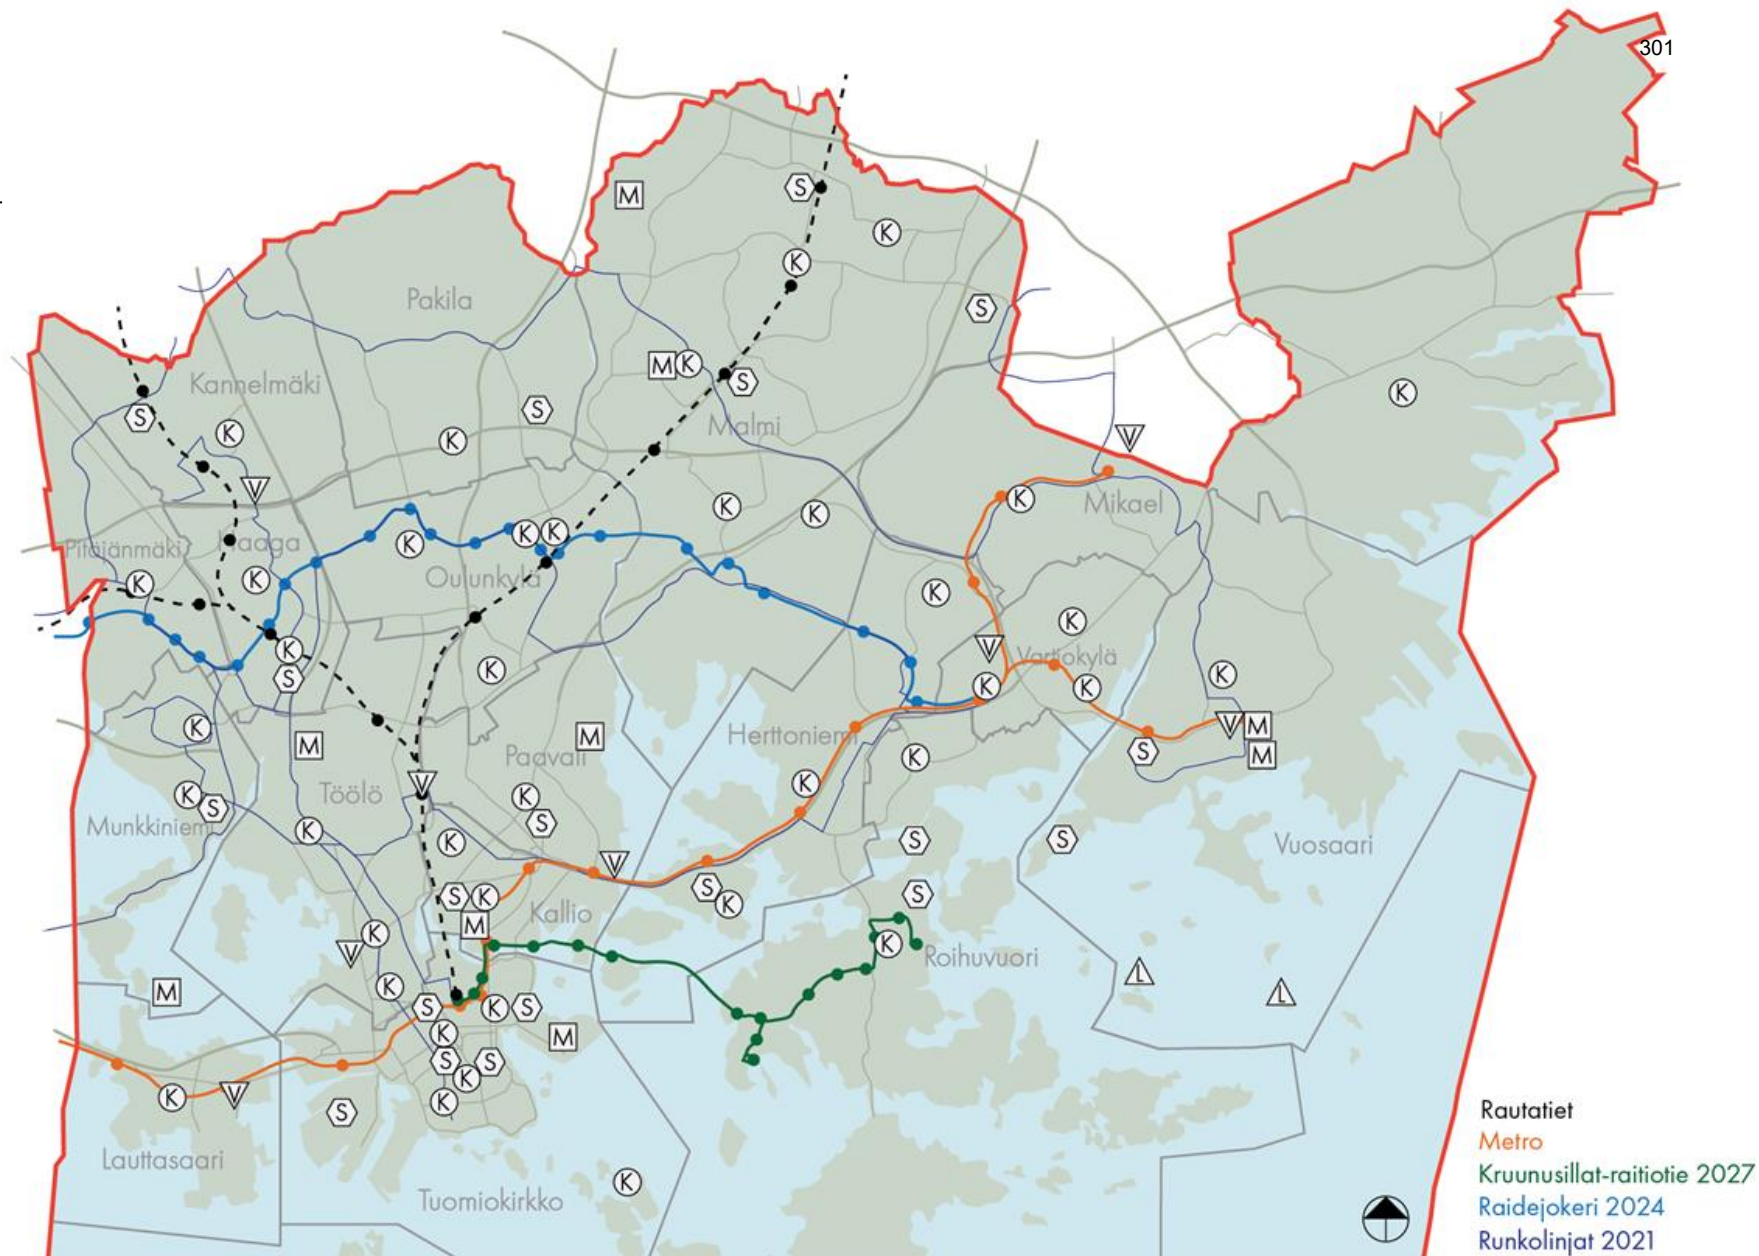 301
M
S
K
K
S
Pakila
M K
S
Kannelmäki
K
S
S
K
K
Malmi
V
V
K
Mikael
K
K
Pitäjänmäki
Haaga
K
K K
K
K
Oulunkylä
K
K
K
V
Vartiokylä
K
S
K
K
K
K
K
M
M
Paavali
Herttoniemi
V M
S
M
K
V
Töölö
K
K
K
S
Munkkiniemi
K
S
K
S
S
Vuosaari
V
S K
S
K
S
M
Kallio
K
V
K
Roihuvuori
L
L
M
K
S
K S
K
M
S
S
K
K
V
K
S
Lauttasaari
Tuomiokirkko
K
Rautatiet
Metro
Kruunusillat-raitiotie 2027
Raidejokeri 2024
Runkolinjat 2021